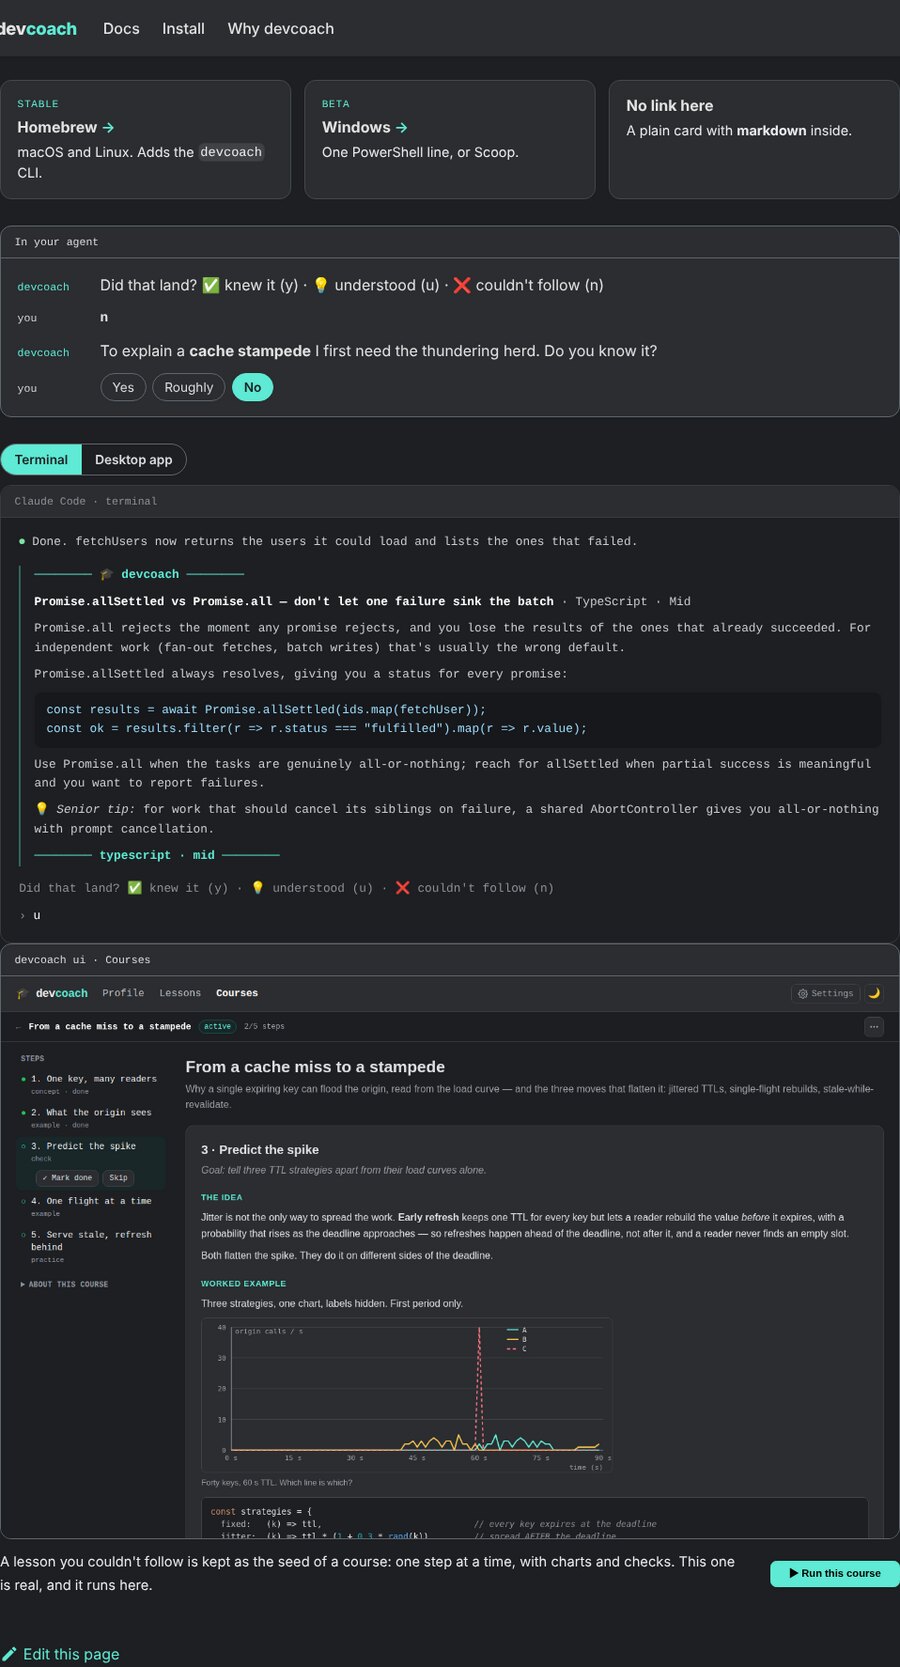 devcoach Docs Install Why devcoach
STABLE
Homebrew →
macOS and Linux. Adds the devcoach
CLI.
BETA
Windows →
One PowerShell line, or Scoop.
No link here
A plain card with markdown inside.
In your agent
devcoach Did that land? ✅ knew it (y) · 💡 understood (u) · ❌ couldn't follow (n)
you n
devcoach To explain a cache stampede I first need the thundering herd. Do you know it?
you Yes Roughly No
Terminal Desktop app
Claude Code · terminal
● Done. fetchUsers now returns the users it could load and lists the ones that failed.
🎓 devcoach
Promise.allSettled vs Promise.all — don't let one failure sink the batch · TypeScript · Mid
Promise.all rejects the moment any promise rejects, and you lose the results of the ones that already succeeded. For
independent work (fan-out fetches, batch writes) that's usually the wrong default.
Promise.allSettled always resolves, giving you a status for every promise:
const results = await Promise.allSettled(ids.map(fetchUser));
const ok = results.filter(r => r.status === "fulfilled").map(r => r.value);
Use Promise.all when the tasks are genuinely all-or-nothing; reach for allSettled when partial success is meaningful
and you want to report failures.
💡 Senior tip: for work that should cancel its siblings on failure, a shared AbortController gives you all-or-nothing
with prompt cancellation.
typescript · mid
Did that land? ✅ knew it (y) · 💡 understood (u) · ❌ couldn't follow (n)
› u
devcoach ui · Courses
🎓 devcoach Profile Lessons Courses Settings 🌙
← From a cache miss to a stampede active 2/5 steps ...
STEPS
1. One key, many readers
concept · done
2. What the origin sees
example · done
3. Predict the spike
check
✓ Mark done Skip
4. One flight at a time
example
5. Serve stale, refresh
behind
practice
▸ ABOUT THIS COURSE
From a cache miss to a stampede
Why a single expiring key can flood the origin, read from the load curve — and the three moves that flatten it: jittered TTLs, single-flight rebuilds, stale-while-
revalidate.
3 · Predict the spike
Goal: tell three TTL strategies apart from their load curves alone.
THE IDEA
Jitter is not the only way to spread the work. Early refresh keeps one TTL for every key but lets a reader rebuild the value before it expires, with a
probability that rises as the deadline approaches — so refreshes happen ahead of the deadline, not after it, and a reader never finds an empty slot.
Both flatten the spike. They do it on different sides of the deadline.
WORKED EXAMPLE
Three strategies, one chart, labels hidden. First period only.
origin calls / s
A
B
C
40
30
20
10
0
0 s 15 s 30 s 45 s 60 s 75 s 90 s
time (s)
Forty keys, 60 s TTL. Which line is which?
const strategies = {
fixed: (k) => ttl, // every key expires at the deadline
jitter: (k) => ttl * (1 + 0.3 * rand(k)) // spread AFTER the deadline
A lesson you couldn't follow is kept as the seed of a course: one step at a time, with charts and checks. This one
is real, and it runs here.
▶ Run this course
Edit this page